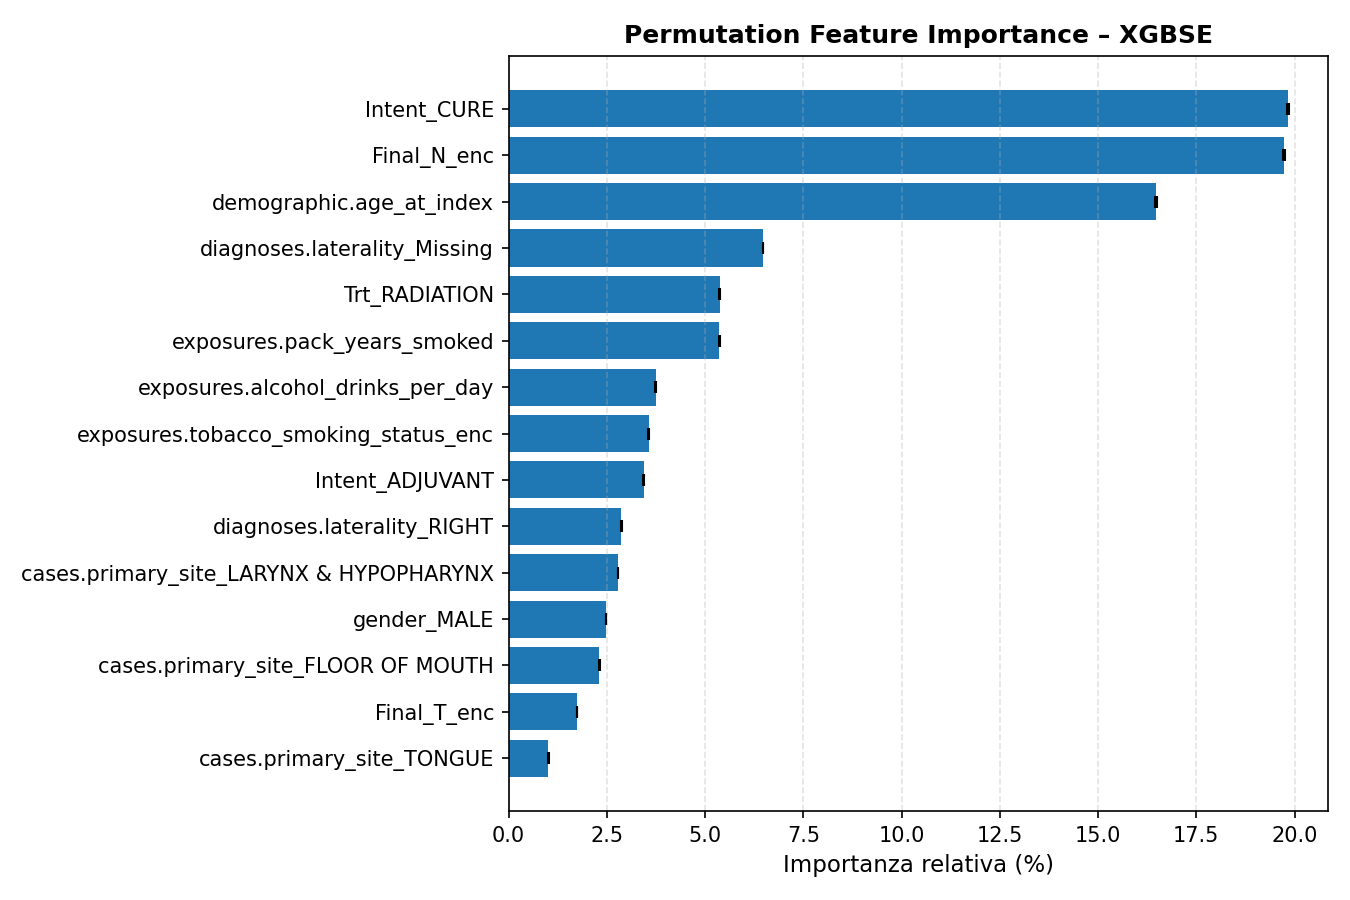 Permutation Feature Importance – XGBSE
Intent_CURE
Final_N_enc
demographic.age_at_index
diagnoses.laterality_Missing
Trt_RADIATION
exposures.pack_years_smoked
exposures.alcohol_drinks_per_day
exposures.tobacco_smoking_status_enc
Intent_ADJUVANT
diagnoses.laterality_RIGHT
cases.primary_site_LARYNX & HYPOPHARYNX
gender_MALE
cases.primary_site_FLOOR OF MOUTH
Final_T_enc
cases.primary_site_TONGUE
0.0 2.5 5.0 7.5 10.0 12.5 15.0 17.5 20.0
Importanza relativa (%)